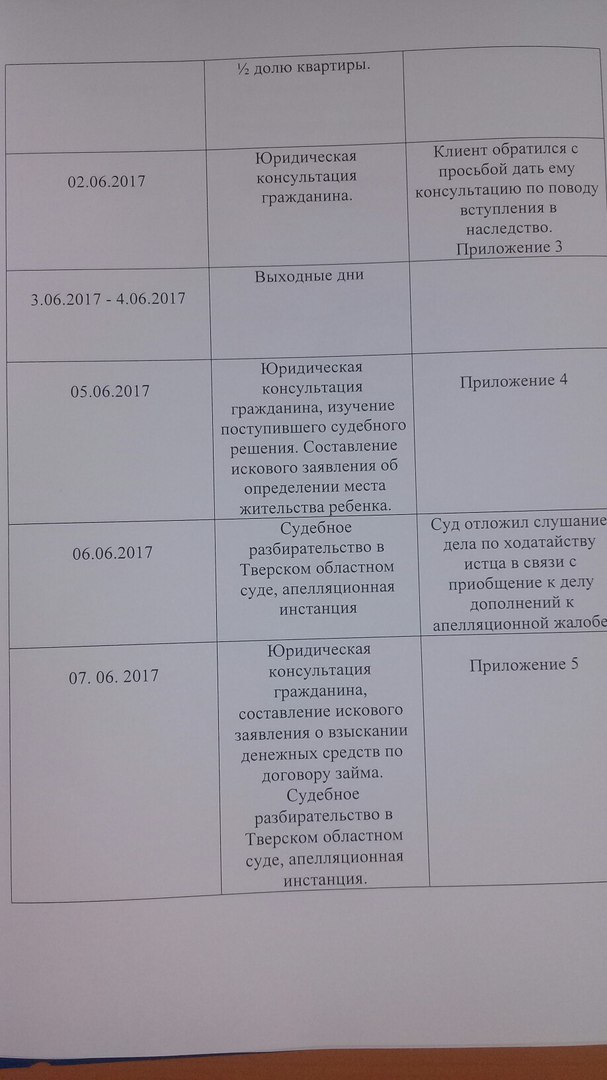 ½ долю квартиры.
02.06.2017
Юридическая
консультация
гражданина.
Клиент обратился с
просьбой дать ему
консультацию по поводу
вступления в
наследство.
Приложение 3
3.06.2017 - 4.06.2017
Выходные дни
05.06.2017
Юридическая
консультация
гражданина, изучение
поступившего судебного
решения. Составление
искового заявления об
определении места
жительства ребенка.
Приложение 4
06.06.2017
Судебное
разбирательство в
Тверском областном
суде, апелляционная
инстанция
Суд отложил слушание
дела по ходатайству
истца в связи с
приобщение к делу
дополнений к
апелляционной жалобе
07. 06. 2017
Юридическая
консультация
гражданина,
составление искового
заявления о взыскании
денежных средств по
договору займа.
Судебное
разбирательство в
Тверском областном
суде, апелляционная
инстанция.
Приложение 5